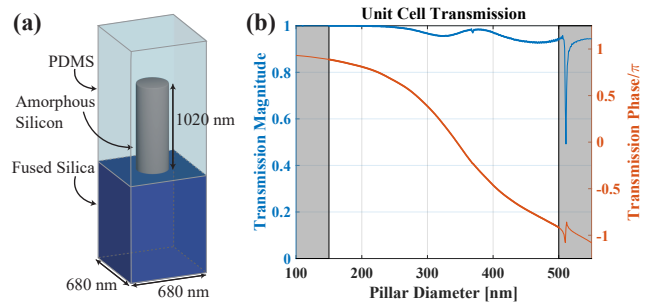 (a)
PDMS
Amorphous
Silicon
1020 nm
Fused Silica
680 nm
680 nm
(b)
Unit Cell Transmission
Transmission Magnitude
1
0.8
0.6
0.4
0.2
0
100
200
300
400
500
Pillar Diameter [nm]
1
0.5
0
-0.5
-1
Transmission Phase/π